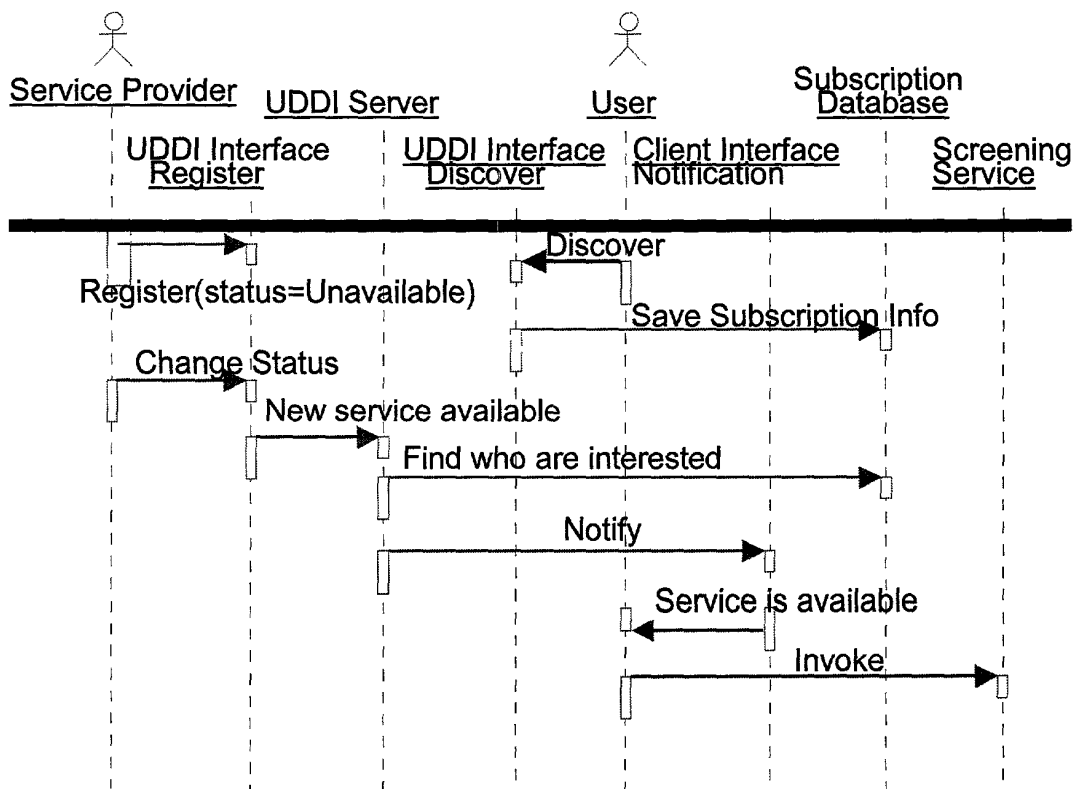 Service Provider
UDDI Server
User
Subscription
Database
UDDI Interface
Register
UDDI Interface
Discover
Client Interface
Notification
Screening
Service
Discover
Register(status=Unavailable)
Save Subscription Info
Change Status
New service available
Find who are interested
Notify
Service is available
Invoke